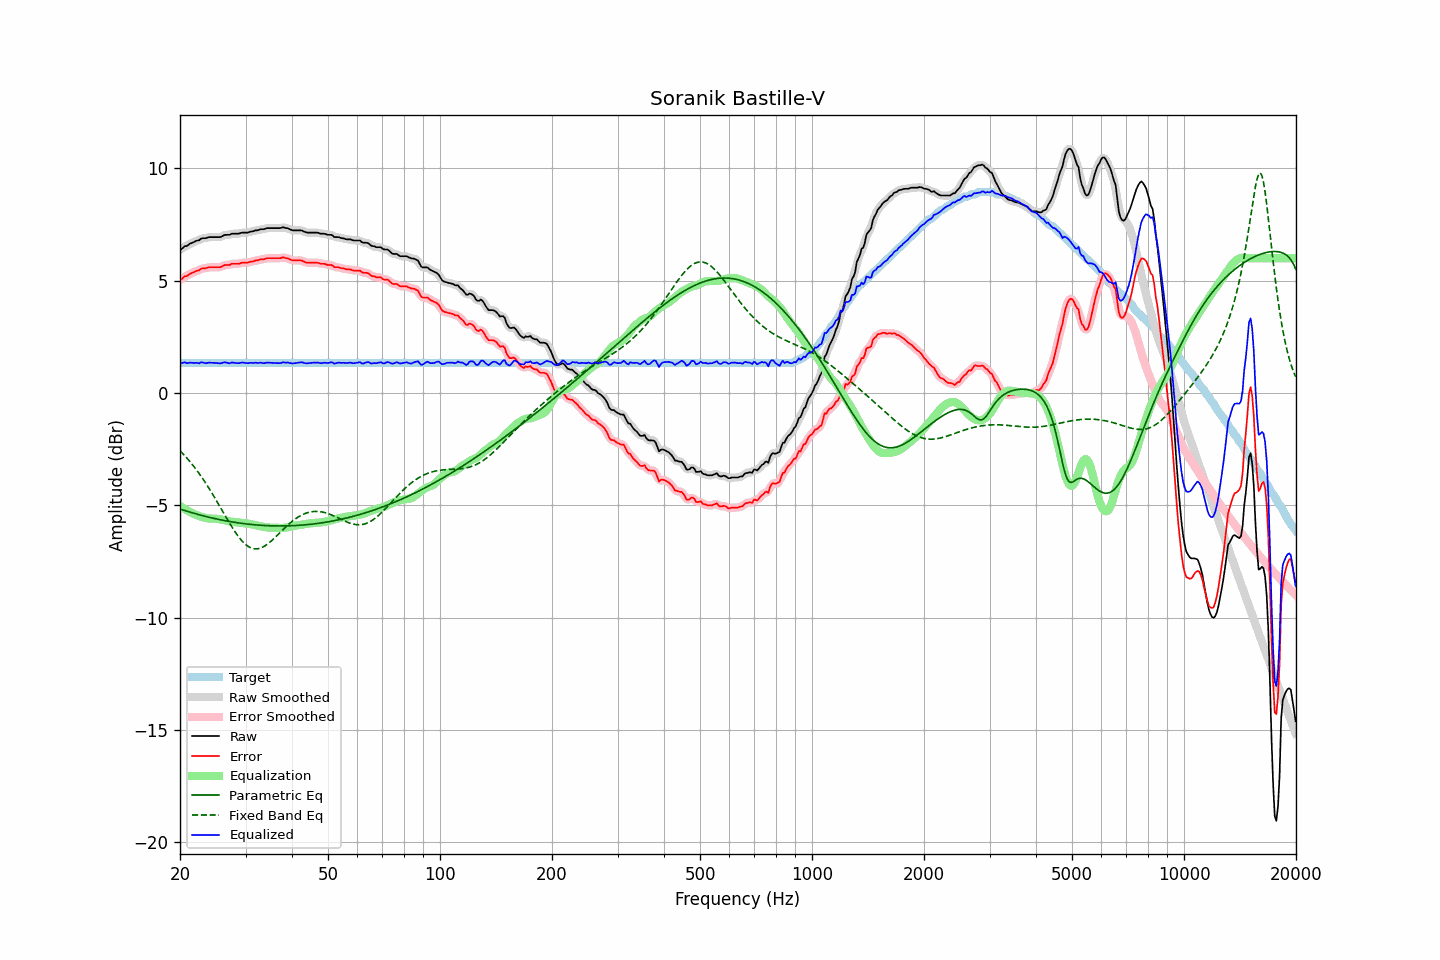 Soranik Bastille-V
10
5
0
−5
−10
−15
−20
Amplitude (dBr)
Target
Raw Smoothed
Error Smoothed
Raw
Error
Equalization
Parametric Eq
Fixed Band Eq
Equalized
20 50 100 200 500 1000 2000 5000 10000 20000
Frequency (Hz)